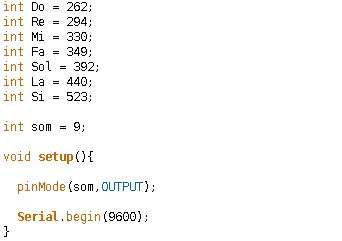 int Do = 262;
int Re = 294;
int Mi = 330;
int Fa = 349;
int Sol = 392;
int La = 440;
int Si = 523;

int som = 9;

void setup(){

  pinMode(som,OUTPUT);

  Serial.begin(9600);
}